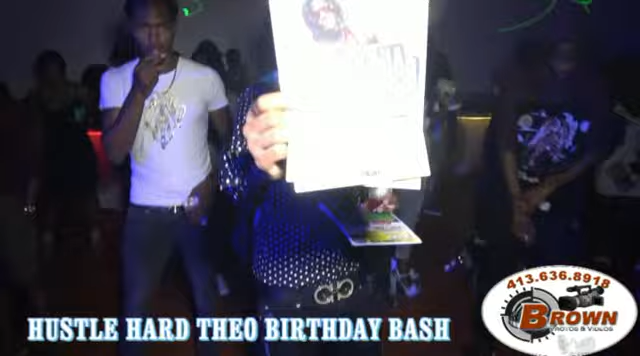 HUSTLE HARD THEO BIRTHDAY BASH
413.636.8918
BROWN
PHOTOS & VIDEOS